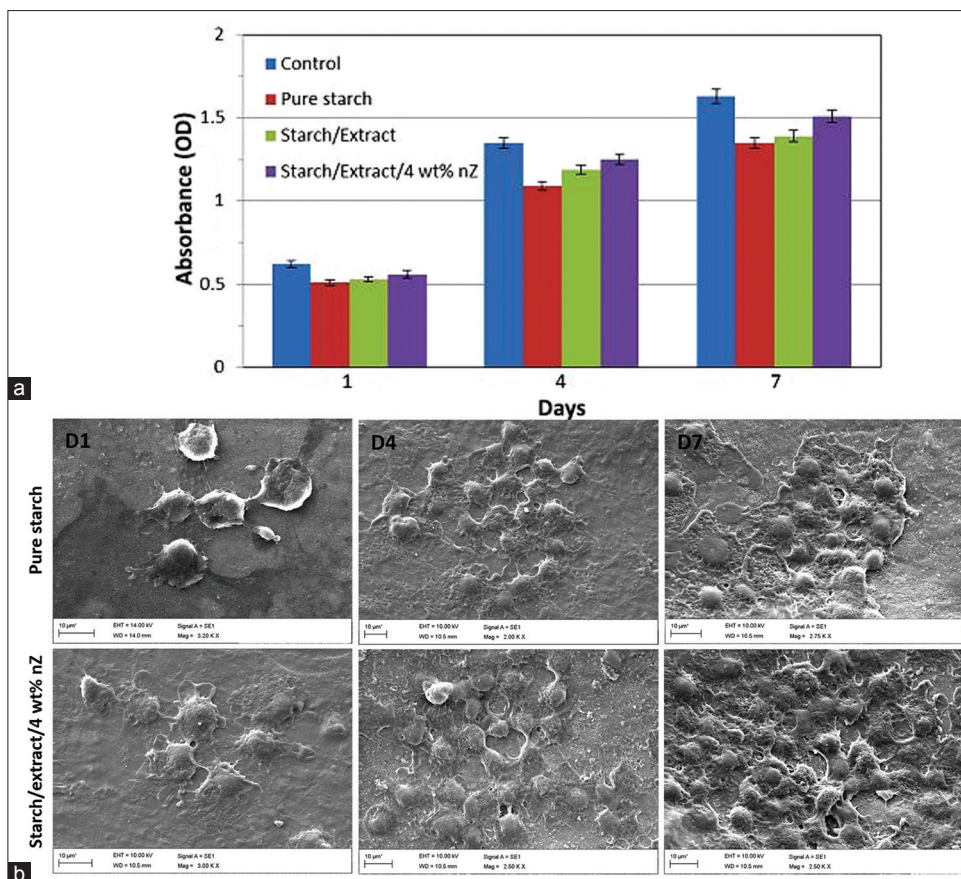 2
Control
Pure starch
1.5
Starch/Extract
Starch/Extract/4 wt% nZ
1
0.5
0
Absorbance (OD)
1 4 7
Days
a
D1 D4 D7
Pure starch
10 µm* EHT = 14.00 kV Signal A = SE1
WD = 14.0 mm Mag = 3.20 K X
10 µm* EHT = 10.00 kV Signal A = SE1
WD = 10.5 mm Mag = 2.00 K X
10 µm* EHT = 10.00 kV Signal A = SE1
WD = 10.5 mm Mag = 2.75 K X
Starch/extract/4 wt% nZ
10 µm* EHT = 10.00 kV Signal A = SE1
WD = 10.5 mm Mag = 3.00 K X
10 µm* EHT = 10.00 kV Signal A = SE1
WD = 10.5 mm Mag = 2.50 K X
10 µm* EHT = 10.00 kV Signal A = SE1
WD = 10.5 mm Mag = 2.50 K X
b